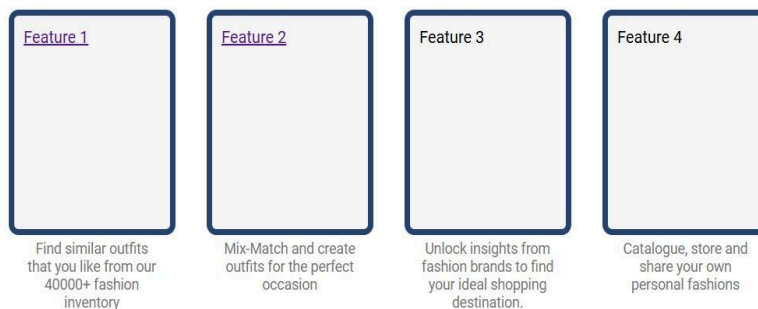 Feature 1
Feature 2
Feature 3
Feature 4
Find similar outfits
that you like from our
40000+ fashion
inventory
Mix-Match and create
outfits for the perfect
occasion
Unlock insights from
fashion brands to find
your ideal shopping
destination.
Catalogue, store and
share your own
personal fashions